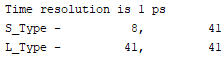 Time resolution is 1 ps
S_Type - 8, 41
L_Type - 41, 41